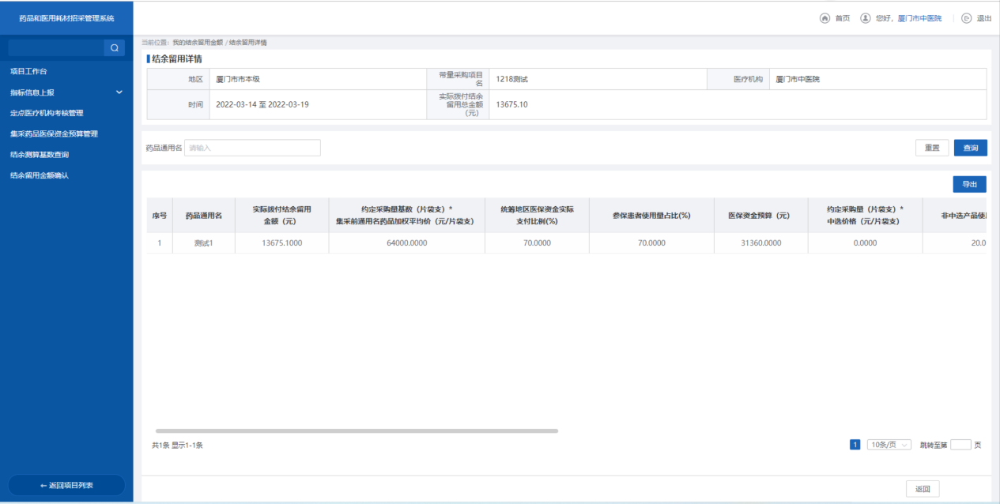 药品和医用耗材招采管理系统
首页 您好，厦门市中医院 退出
当前位置：我的结余留用金额 / 结余留用详情
项目工作台
指标信息上报
定点医疗机构考核管理
集采药品医保资金预算管理
结余测算基数查询
结余留用金额确认
← 返回项目列表
结余留用详情
地区 厦门市市本级 带量采购项目
名 1218测试 医疗机构 厦门市中医院
时间 2022-03-14 至 2022-03-19 实际拨付结余
留用总金额
（元） 13675.10
药品通用名 请输入 重置 查询
导出
序号 药品通用名 实际拨付结余留用
金额（元） 约定采购量基数（片袋支）*
集采前通用名药品加权平均价（元/片袋支） 统筹地区医保资金实际
支付比例(%) 参保患者使用量占比(%) 医保资金预算（元） 约定采购量（片袋支）*
中选价格（元/片袋支） 非中选产品使
1 测试1 13675.1000 64000.0000 70.0000 70.0000 31360.0000 0.0000 20.0
共1条 显示1-1条 1 10条/页 跳转至第 页
返回